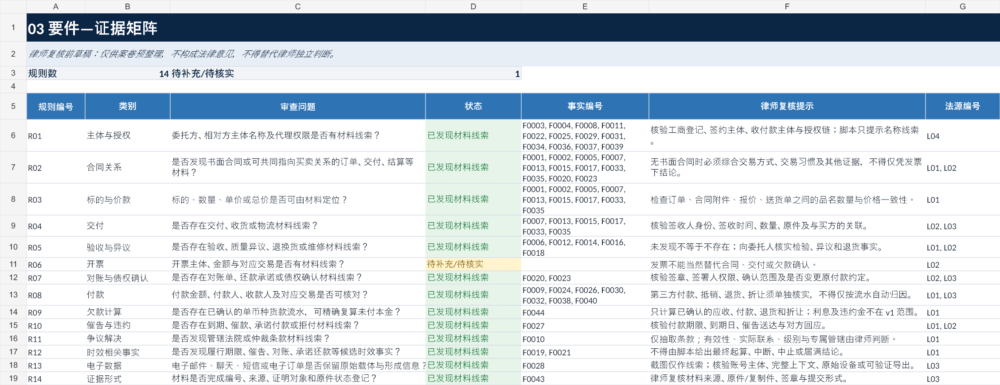 A B C D E F G
1 03 要件—证据矩阵
2 律师复核前草稿：仅供案卷预整理，不构成法律意见，不得替代律师独立判断。
3 规则数 14 待补充/待核实 1
4
5 规则编号 类别 审查问题 状态 事实编号 律师复核提示 法源编号
6 R01 主体与授权 委托方、相对方主体名称及代理权限是否有材料线索？ 已发现材料线索 F0003, F0004, F0008, F0011,
F0022, F0025, F0029, F0031,
F0034, F0036, F0037, F0039 核验工商登记、签约主体、收付款主体与授权链；脚本只提示名称线索
。 L04
7 R02 合同关系 是否发现书面合同或可共同指向买卖关系的订单、交付、结算等
材料？ 已发现材料线索 F0001, F0002, F0005, F0007,
F0013, F0015, F0017, F0033,
F0035, F0020, F0023 无书面合同时必须综合交易方式、交易习惯及其他证据，不得仅凭发票
下结论。 L01, L02
8 R03 标的与价款 标的、数量、单价或总价是否可由材料定位？ 已发现材料线索 F0001, F0002, F0005, F0007,
F0013, F0015, F0017, F0033,
F0035 检查订单、合同附件、报价、送货单之间的品名数量与价格一致性。 L01
9 R04 交付 是否存在交付、收货或物流材料线索？ 已发现材料线索 F0007, F0013, F0015, F0017,
F0033, F0035 核验签收人身份、签收时间、数量、原件及与买方的关联。 L02, L03
10 R05 验收与异议 是否存在验收、质量异议、退换货或维修材料线索？ 已发现材料线索 F0006, F0012, F0014, F0016,
F0018 未发现不等于不存在；向委托人核实检验、异议和退货事实。 L01, L02
11 R06 开票 开票主体、金额与对应交易是否有材料线索？ 待补充/待核实 发票不能当然替代合同、交付或欠款确认。 L02
12 R07 对账与债权确认 是否存在对账单、还款承诺或债权确认材料线索？ 已发现材料线索 F0020, F0023 核验签章、签署人权限、确认范围及是否变更原付款约定。 L02, L03
13 R08 付款 付款金额、付款人、收款人及对应交易是否可核对？ 已发现材料线索 F0009, F0024, F0026, F0030,
F0032, F0038, F0040 第三方付款、抵销、退货、折让须单独核实，不得仅按流水自动归因。 L01, L03
14 R09 欠款计算 是否存在已确认的单币种货款流水，可精确复算未付本金？ 已发现材料线索 F0044 只计算已确认的应收、付款、退货和折让；利息及违约金不在 v1 范围。 L01
15 R10 催告与违约 是否存在到期、催款、承诺付款或拒付材料线索？ 已发现材料线索 F0027 核验付款期限、到期日、催告送达与对方回应。 L01, L02
16 R11 争议解决 是否发现管辖法院或仲裁条款材料线索？ 已发现材料线索 F0010 仅抽取条款；有效性、实际联系、级别与专属管辖由律师判断。 L01
17 R12 时效相关事实 是否发现履行期限、催告、对账、承诺还款等候选时效事实？ 已发现材料线索 F0019, F0021 不得由脚本给出最终起算、中断、中止或届满结论。 L01
18 R13 电子数据 电子邮件、聊天、短信或电子订单是否保留原始载体与形成信息？ 已发现材料线索 F0028 截图仅作线索；核验账号主体、完整上下文、原始设备或可验证导出。 L03
19 R14 证据形式 材料是否完成编号、来源、证明对象和原件状态登记？ 已发现材料线索 F0043 律师复核材料来源、原件/复制件、签章与提交形式。 L03